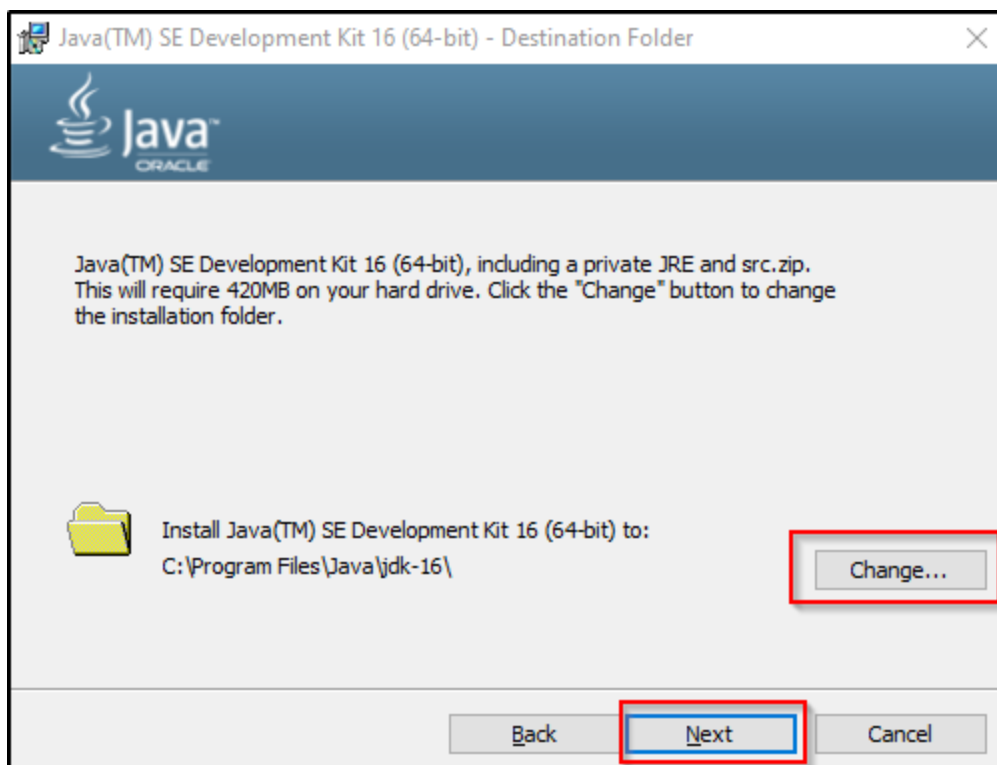 Java(TM) SE Development Kit 16 (64-bit) - Destination Folder
Java™
ORACLE
Java(TM) SE Development Kit 16 (64-bit), including a private JRE and src.zip.
This will require 420MB on your hard drive. Click the "Change" button to change
the installation folder.
Install Java(TM) SE Development Kit 16 (64-bit) to:
C:\Program Files\Java\jdk-16\
Change...
Back Next Cancel